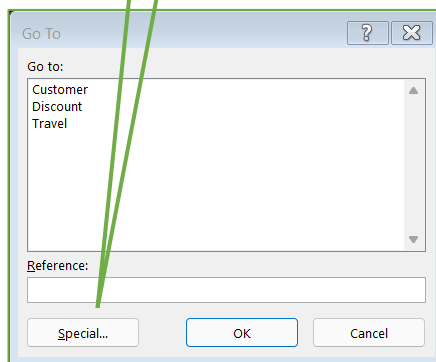 Go To
?
Go to:
Customer
Discount
Travel
Reference:
Special...
OK
Cancel